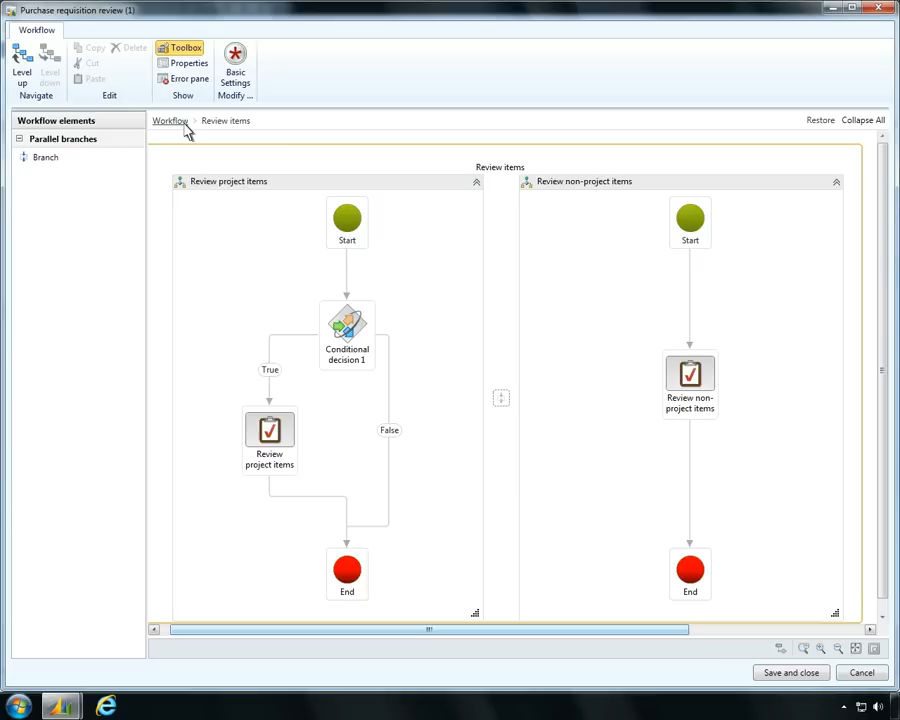 Purchase requisition review (1)
Workflow
Level up
Level down
Navigate
Copy
Delete
Cut
Paste
Edit
Toolbox
Properties
Error pane
Show
Basic Settings
Modify ...
Workflow elements
Parallel branches
Branch
Workflow > Review items
Restore
Collapse All
Review items
Review project items
Start
Conditional
decision 1
True
False
Review
project items
End
Review non-project items
Start
Review non-
project items
End
Save and close
Cancel